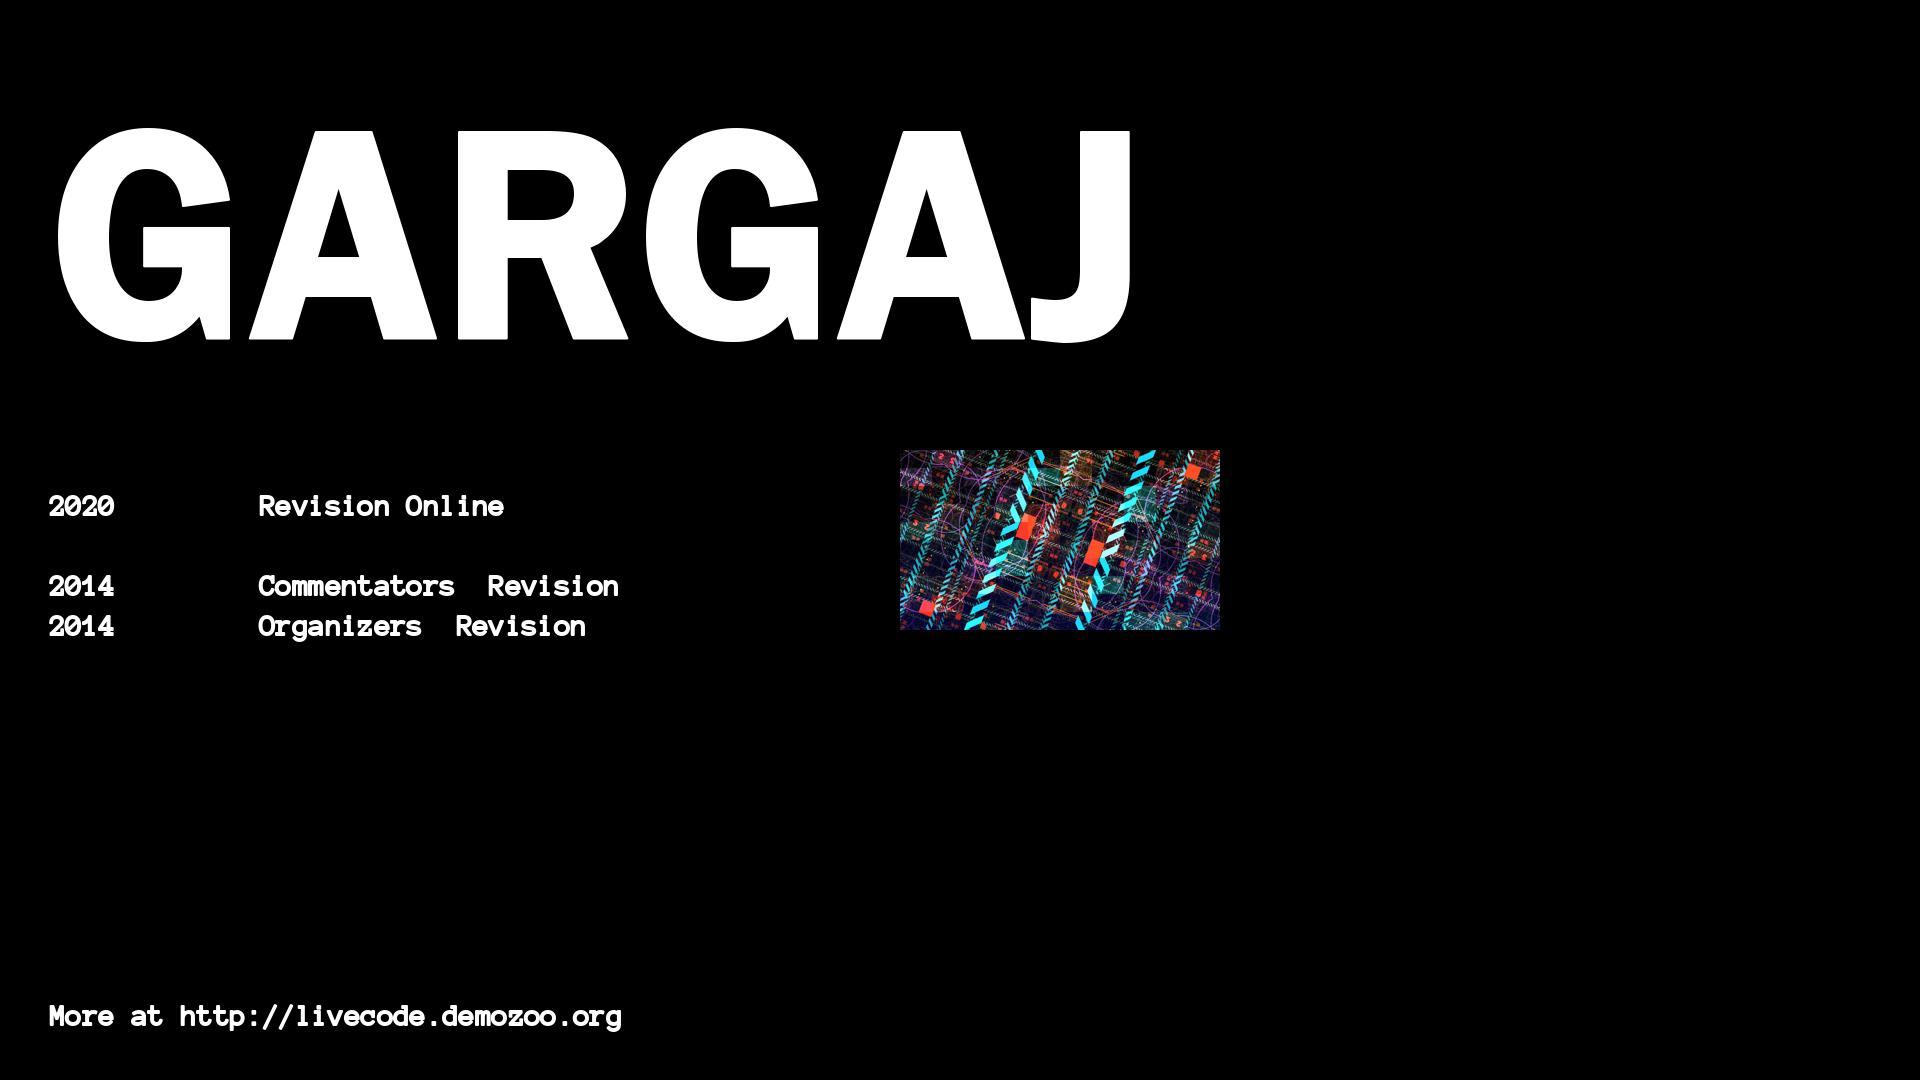 GARGAJ
2020 Revision Online
2014 Commentators Revision
2014 Organizers Revision
More at http://livecode.demozoo.org